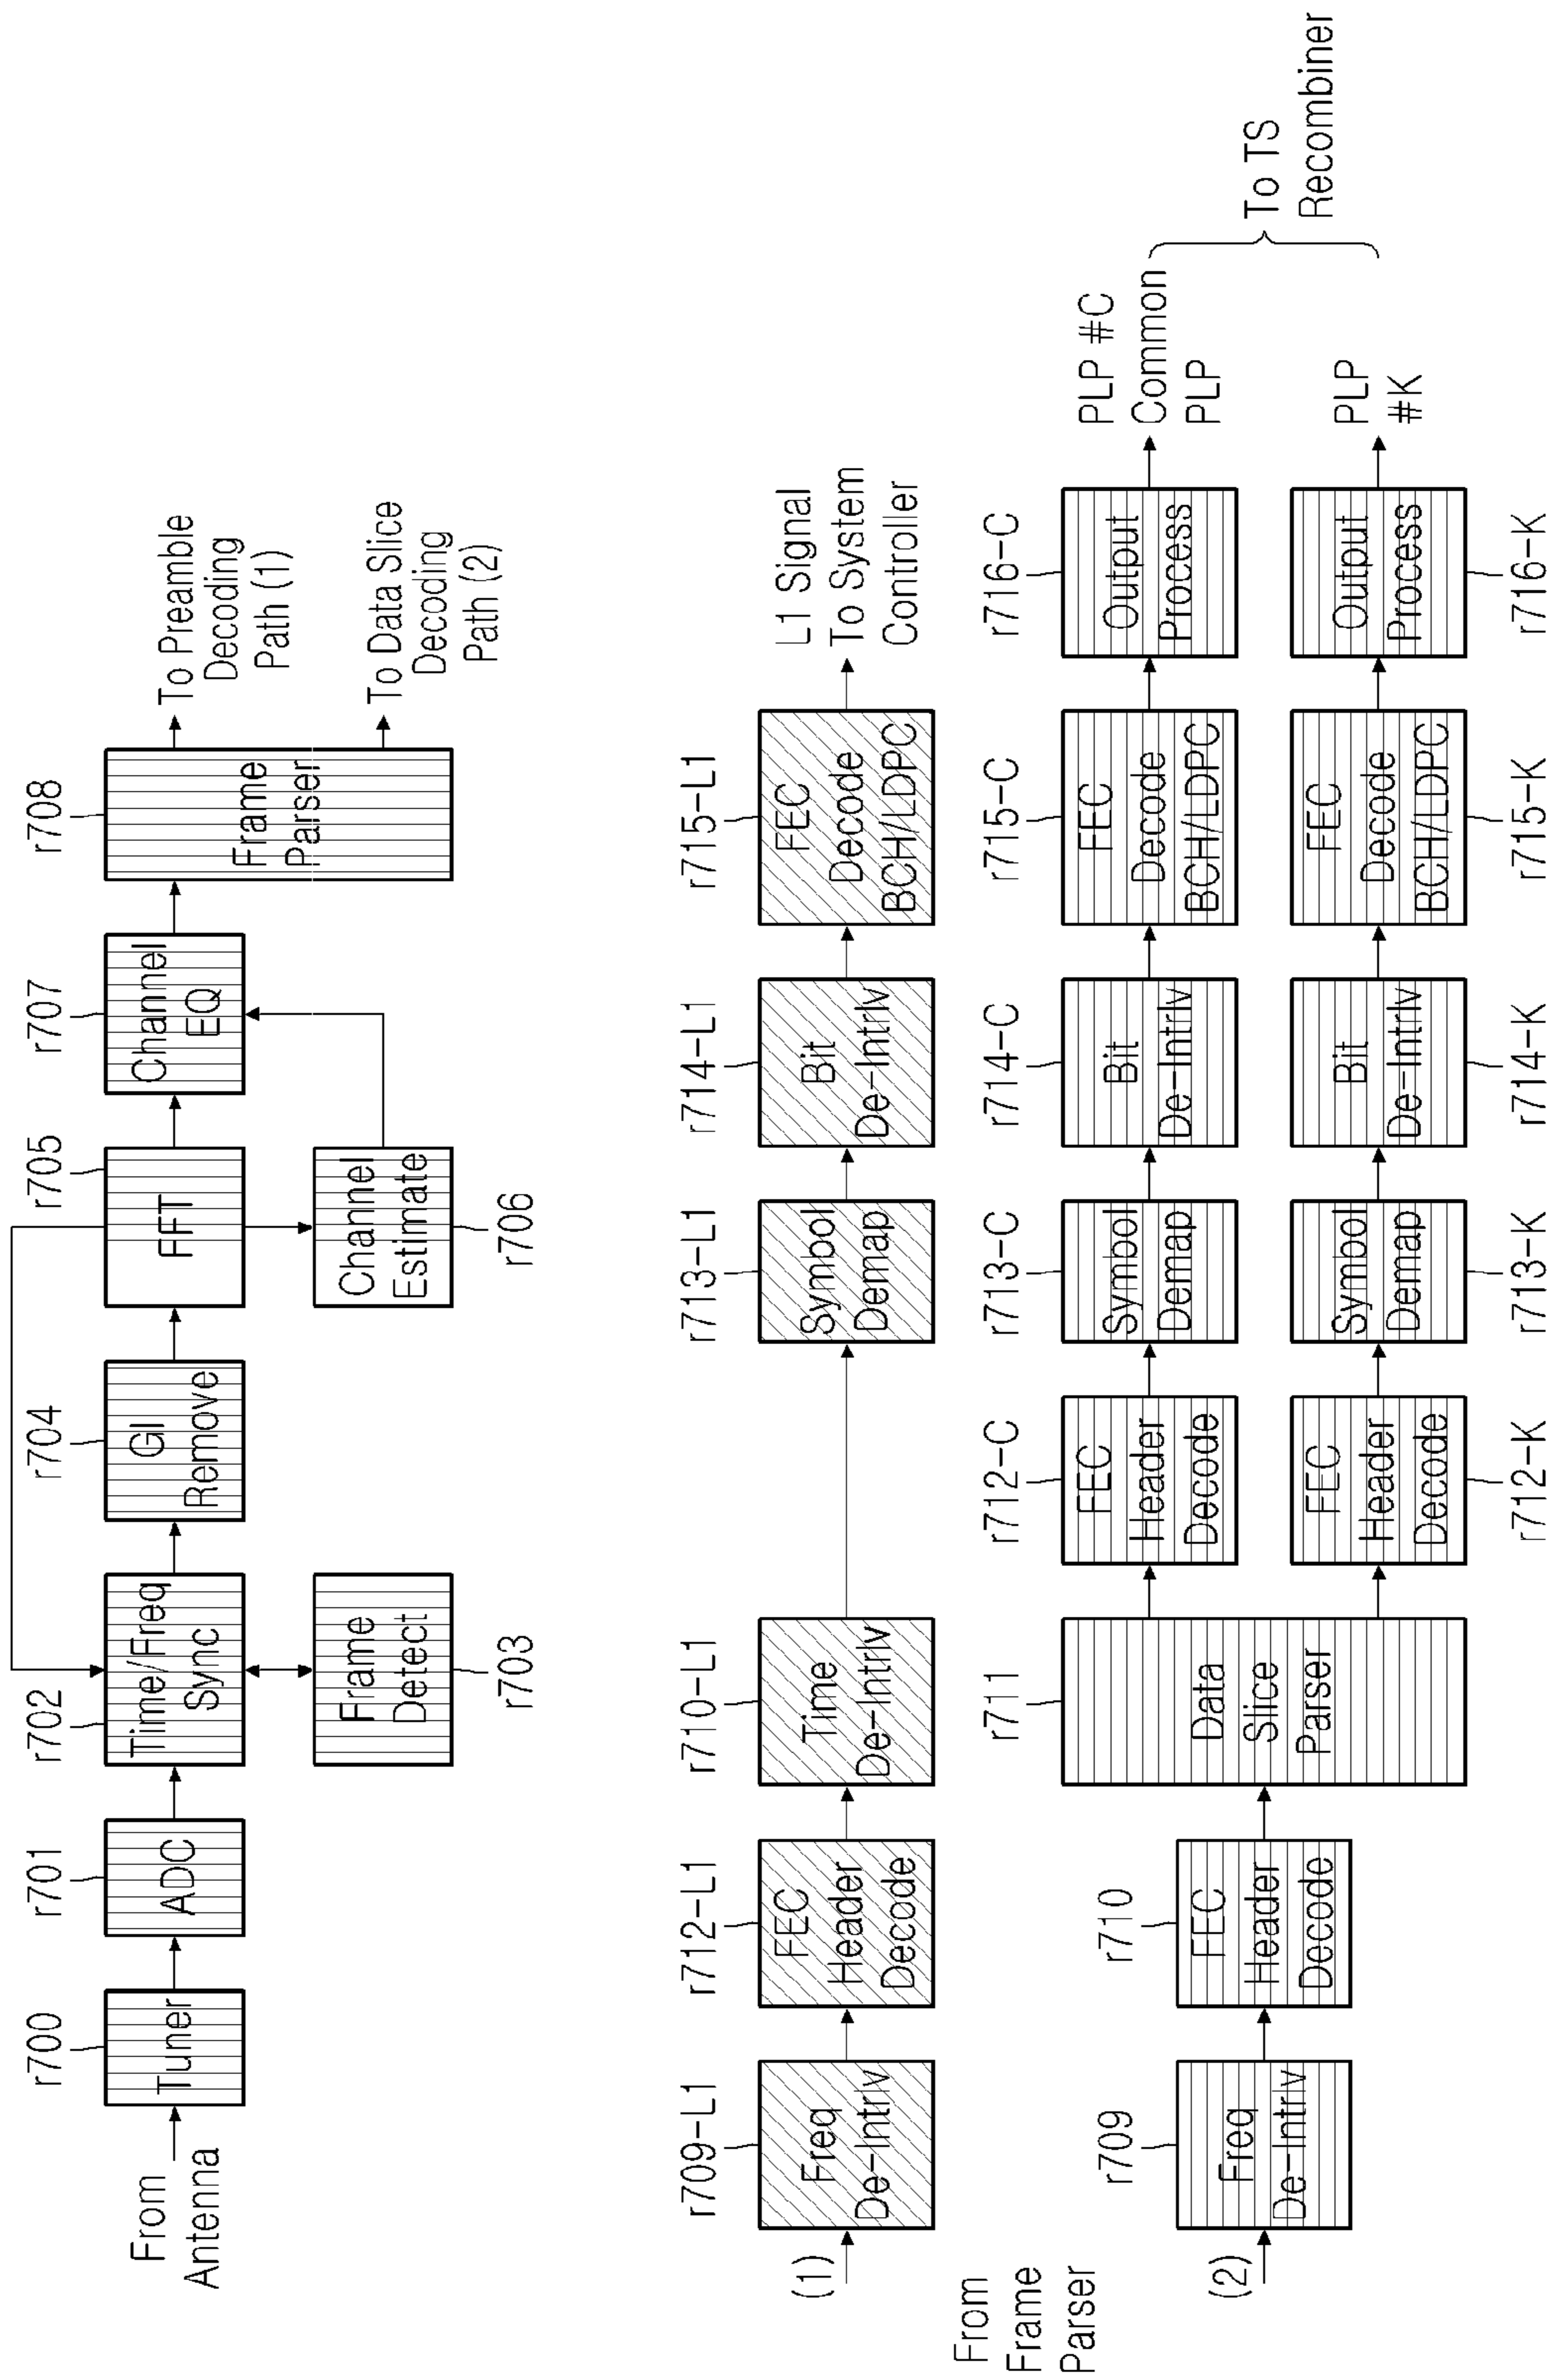 r700
r701
r702
r704
r705
r707
r708
From
Antenna
Tuner
ADC
Time/Freq
Sync
GI
Remove
FFT
Channel
EQ
Frame
Parser
To Preamble
Decoding
Path (1)
To Data Slice
Decoding
Path (2)
Frame
Detect
r703
Channel
Estimate
r706
r709-L1
r712-L1
r710-L1
r713-L1
r714-L1
r715-L1
(1)
Freq
De-Intrlv
FEC
Header
Decode
Time
De-Intrlv
Symbol
Demap
Bit
De-Intrlv
FEC
Decode
BCH/LDPC
L1 Signal
To System
Controller
From
Frame
Parser
r711
r712-C
r713-C
r714-C
r715-C
r716-C
FEC
Header
Decode
Symbol
Demap
Bit
De-Intrlv
FEC
Decode
BCH/LDPC
Output
Process
PLP #C
Common
PLP
r709
r710
(2)
Freq
De-Intrlv
FEC
Header
Decode
Data
Slice
Parser
To TS
Recombiner
FEC
Header
Decode
Symbol
Demap
Bit
De-Intrlv
FEC
Decode
BCH/LDPC
Output
Process
PLP
#K
r712-K
r713-K
r714-K
r715-K
r716-K